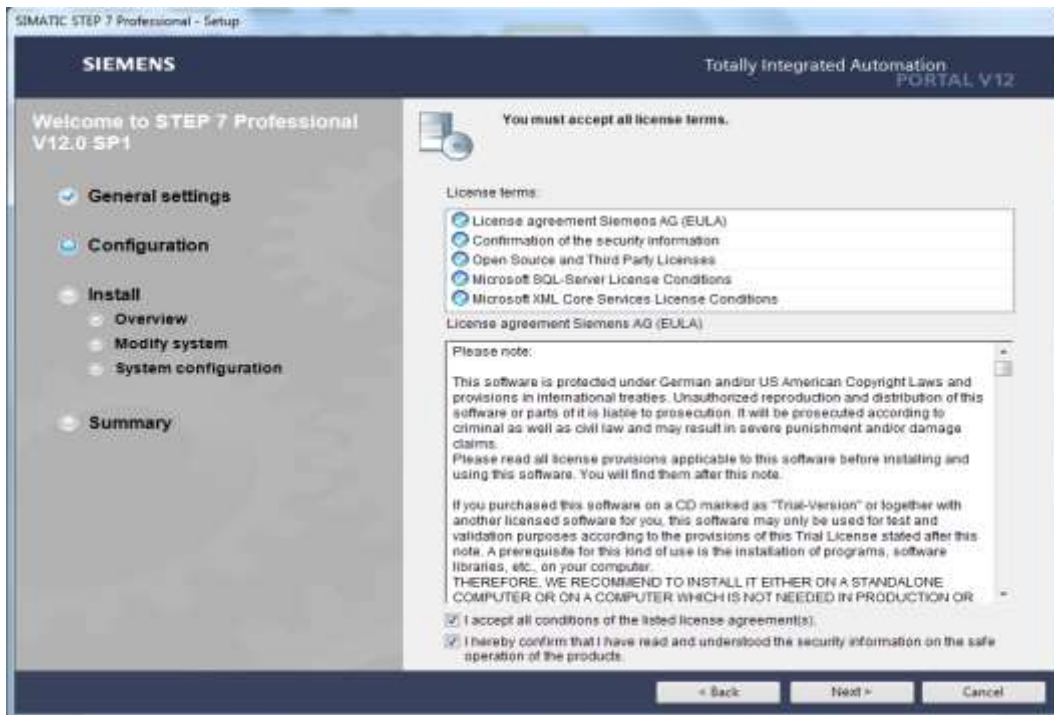 SIMATIC STEP 7 Professional - Setup
SIEMENS
Totally Integrated Automation
PORTAL V12
Welcome to STEP 7 Professional
V12.0 SP1
General settings
Configuration
Install
Overview
Modify system
System configuration
Summary
You must accept all license terms.
License terms:
License agreement Siemens AG (EULA)
Confirmation of the security information
Open Source and Third Party Licenses
Microsoft SQL-Server License Conditions
Microsoft XML Core Services License Conditions
License agreement Siemens AG (EULA)
Please note:
This software is protected under German and/or US American Copyright Laws and
provisions in international treaties. Unauthorized reproduction and distribution of this
software or parts of it is liable to prosecution. It will be prosecuted according to
criminal as well as civil law and may result in severe punishment and/or damage
claims.
Please read all license provisions applicable to this software before installing and
using this software. You will find them after this note.
If you purchased this software on a CD marked as "Trial-Version" or together with
another licensed software for you, this software may only be used for test and
validation purposes according to the provisions of this Trial License stated after this
note. A prerequisite for this kind of use is the installation of programs, software
libraries, etc., on your computer.
THEREFORE, WE RECOMMEND TO INSTALL IT EITHER ON A STANDALONE
COMPUTER OR ON A COMPUTER WHICH IS NOT NEEDED IN PRODUCTION OR
I accept all conditions of the listed license agreement(s).
I hereby confirm that I have read and understood the security information on the safe
operation of the products.
< Back
Next >
Cancel